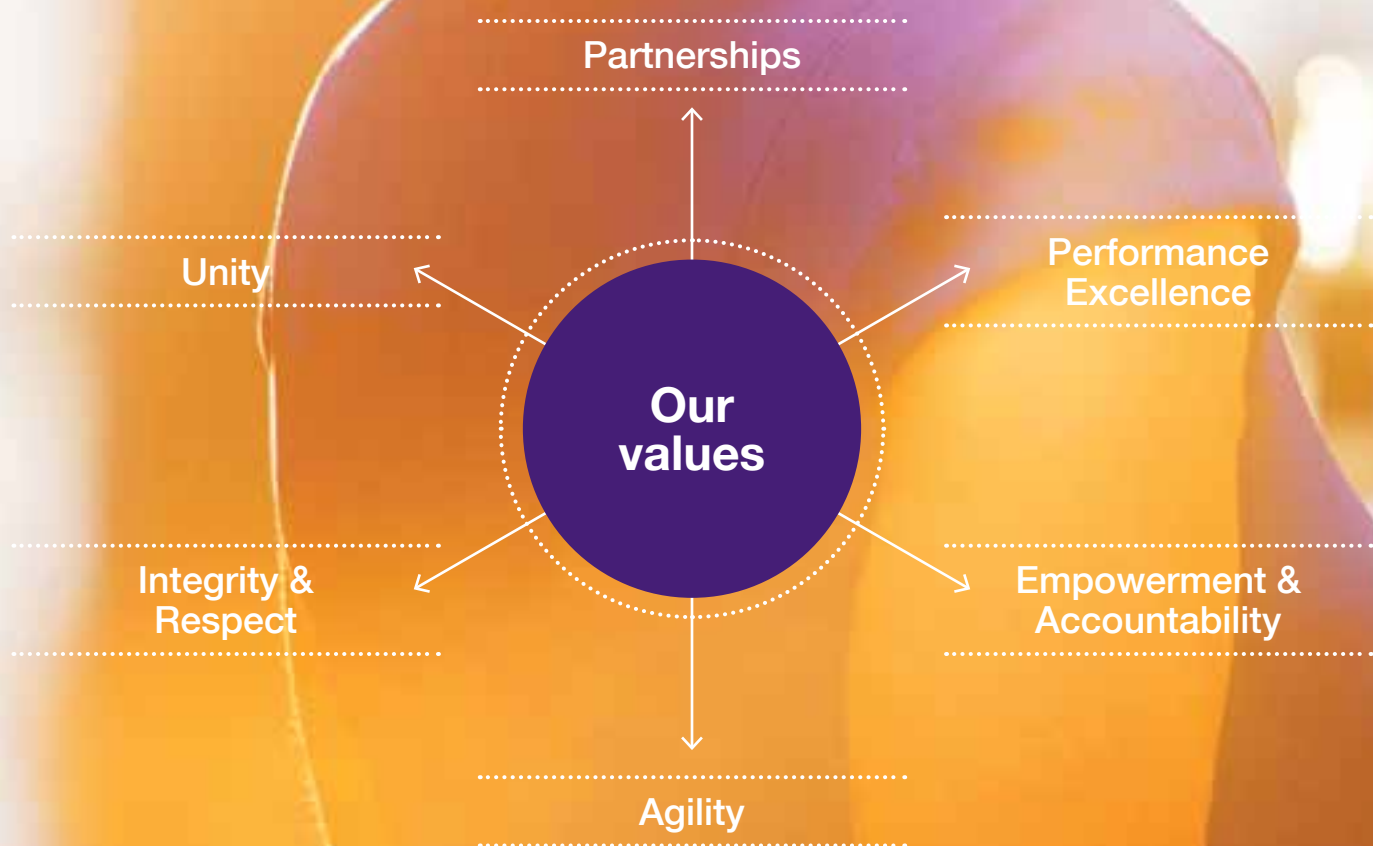 Partnerships
Unity
Performance
Excellence
Our
values
Integrity &
Respect
Empowerment &
Accountability
Agility